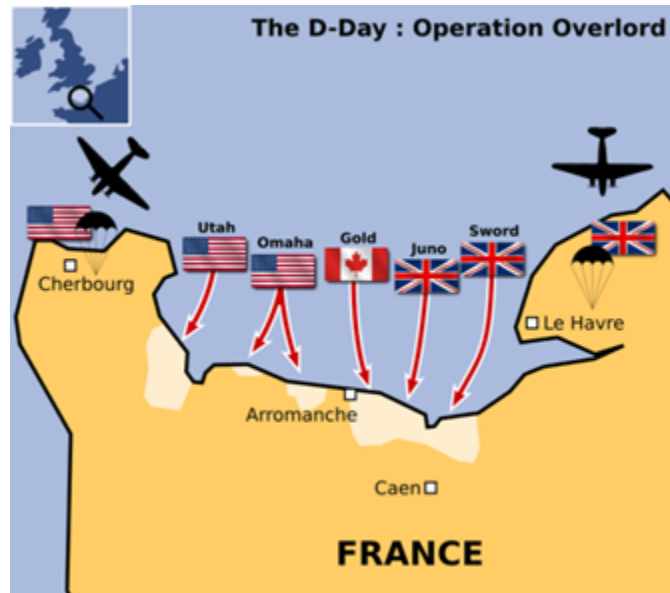 The D-Day : Operation Overlord
Utah
Omaha
Gold
Juno
Sword
Cherbourg
Le Havre
Arromanche
Caen
FRANCE